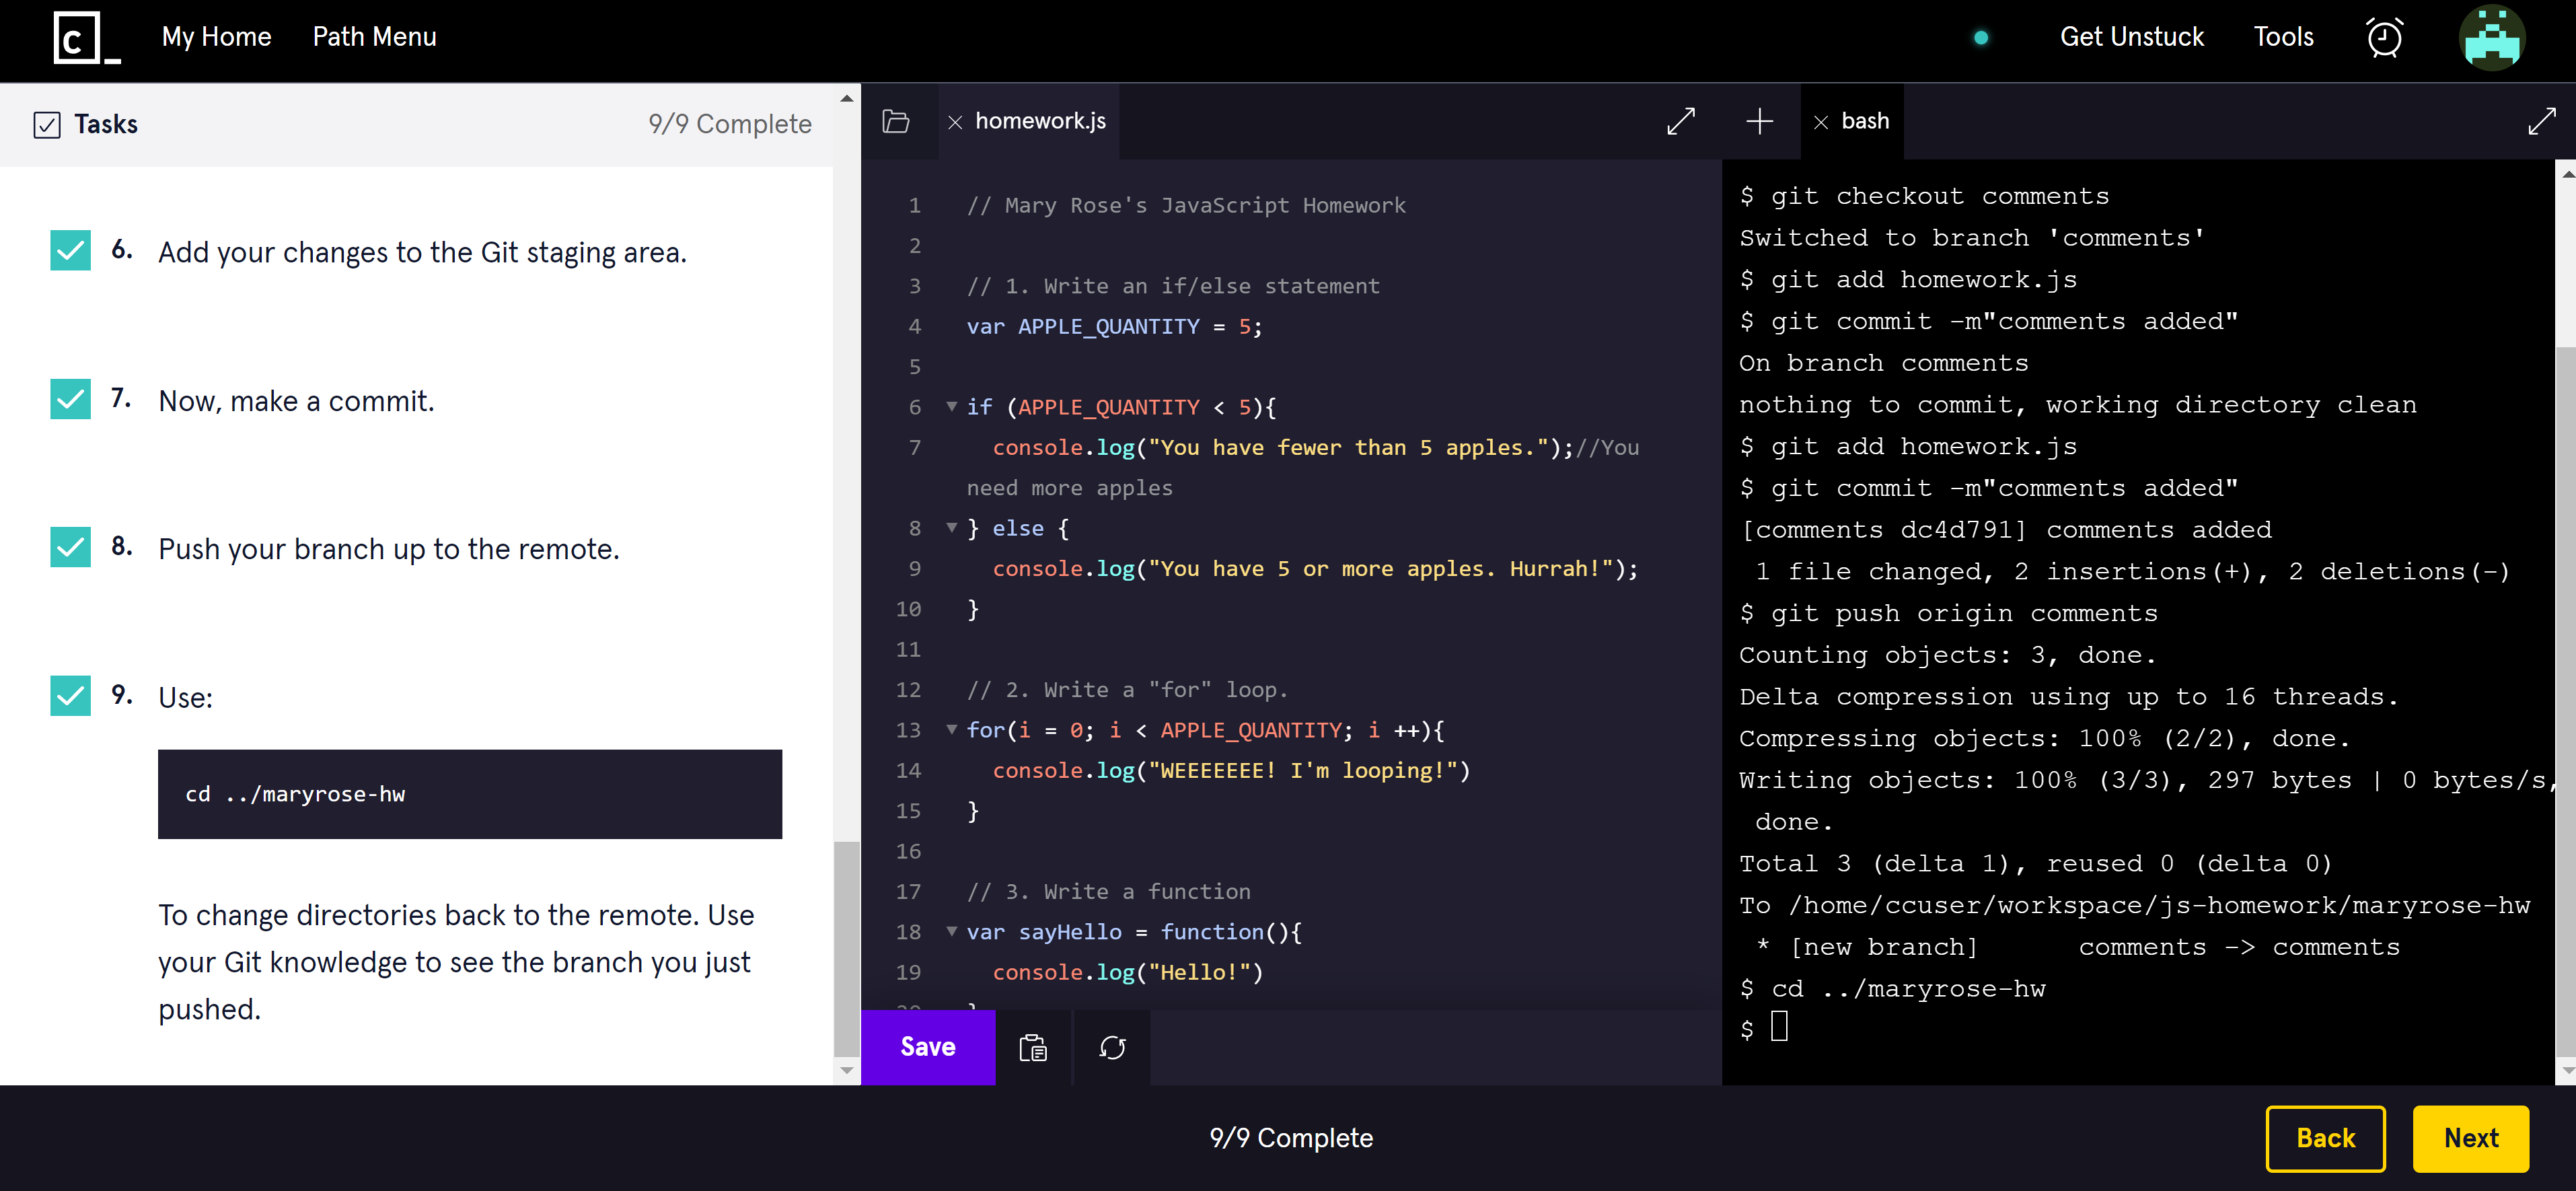 C_ My Home Path Menu Get Unstuck Tools
Tasks 9/9 Complete
6. Add your changes to the Git staging area.
7. Now, make a commit.
8. Push your branch up to the remote.
9. Use:
cd ../maryrose-hw
To change directories back to the remote. Use
your Git knowledge to see the branch you just
pushed.
homework.js
1 // Mary Rose's JavaScript Homework
2
3 // 1. Write an if/else statement
4 var APPLE_QUANTITY = 5;
5
6 if (APPLE_QUANTITY < 5){
7 console.log("You have fewer than 5 apples.");//You
need more apples
8 } else {
9 console.log("You have 5 or more apples. Hurrah!");
10 }
11
12 // 2. Write a "for" loop.
13 for(i = 0; i < APPLE_QUANTITY; i ++){
14 console.log("WEEEEEEE! I'm looping!")
15 }
16
17 // 3. Write a function
18 var sayHello = function(){
19 console.log("Hello!")
Save
bash
$ git checkout comments
Switched to branch 'comments'
$ git add homework.js
$ git commit -m"comments added"
On branch comments
nothing to commit, working directory clean
$ git add homework.js
$ git commit -m"comments added"
[comments dc4d791] comments added
1 file changed, 2 insertions(+), 2 deletions(-)
$ git push origin comments
Counting objects: 3, done.
Delta compression using up to 16 threads.
Compressing objects: 100% (2/2), done.
Writing objects: 100% (3/3), 297 bytes | 0 bytes/s,
done.
Total 3 (delta 1), reused 0 (delta 0)
To /home/ccuser/workspace/js-homework/maryrose-hw
* [new branch] comments -> comments
$ cd ../maryrose-hw
$
9/9 Complete
Back Next